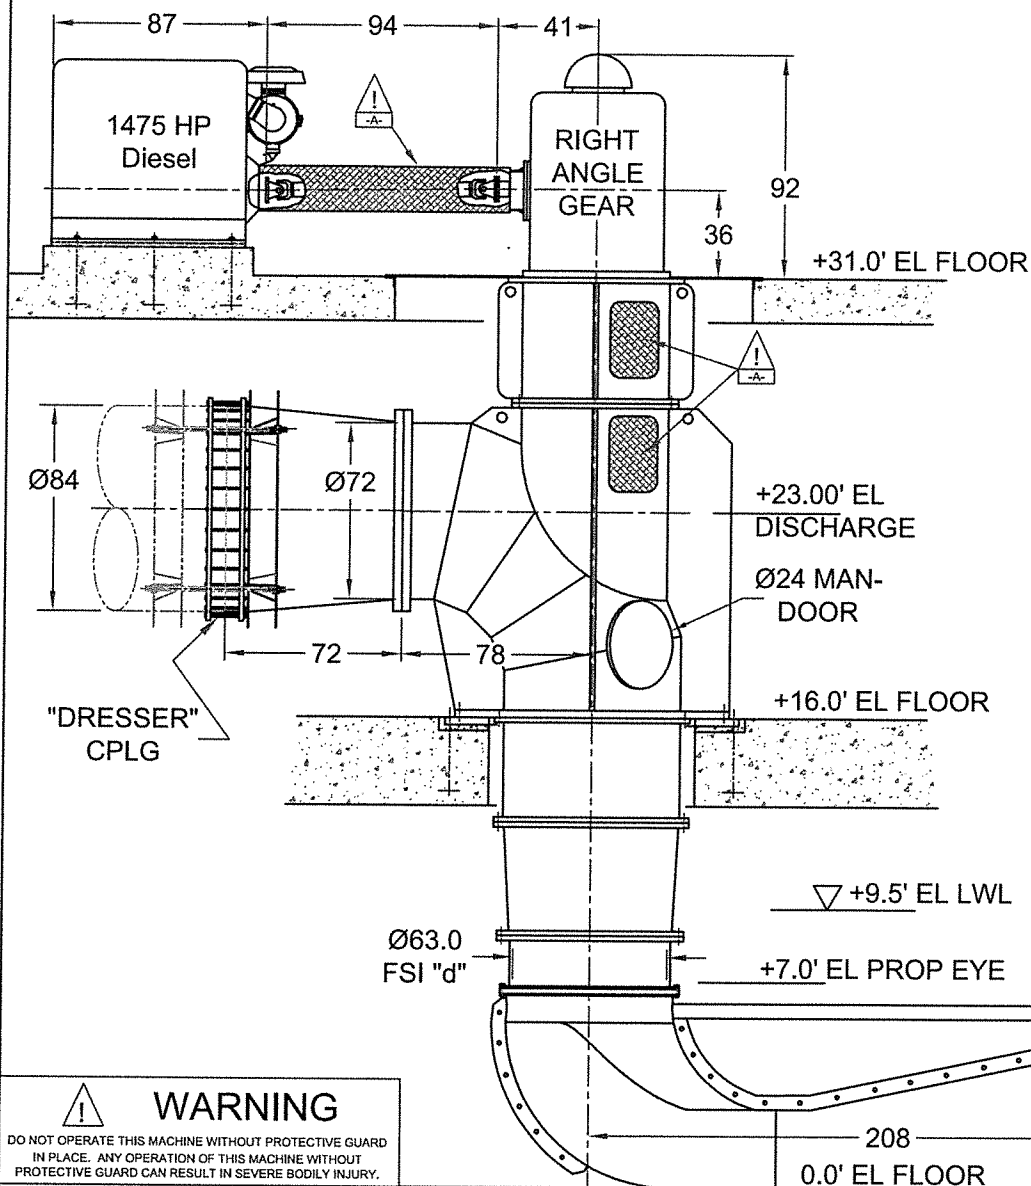 87
94
41
1475 HP
Diesel
!
-A-
RIGHT
ANGLE
GEAR
92
36
+31.0' EL FLOOR
!
-A-
Ø84
Ø72
+23.00' EL
DISCHARGE
Ø24 MAN-
DOOR
72
78
"DRESSER"
CPLG
+16.0' EL FLOOR
+9.5' EL LWL
Ø63.0
FSI "d"
+7.0' EL PROP EYE
! WARNING
DO NOT OPERATE THIS MACHINE WITHOUT PROTECTIVE GUARD
IN PLACE. ANY OPERATION OF THIS MACHINE WITHOUT
PROTECTIVE GUARD CAN RESULT IN SEVERE BODILY INJURY.
208
0.0' EL FLOOR